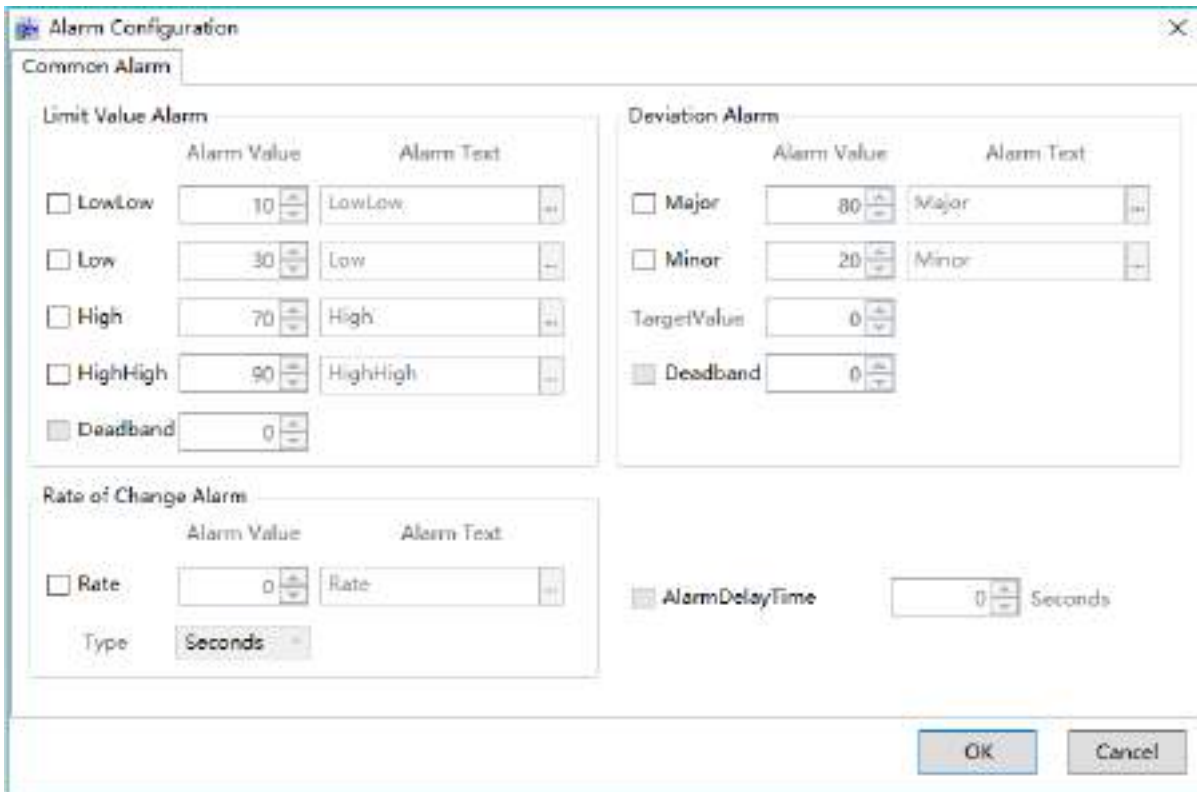 Alarm Configuration
Common Alarm
Limit Value Alarm
Alarm Value Alarm Text
LowLow 10 LowLow ...
Low 30 Low ...
High 70 High ...
HighHigh 90 HighHigh ...
Deadband 0
Deviation Alarm
Alarm Value Alarm Text
Major 80 Major ...
Minor 20 Minor ...
TargetValue 0
Deadband 0
Rate of Change Alarm
Alarm Value Alarm Text
Rate 0 Rate ...
Type Seconds
AlarmDelayTime 0 Seconds
OK Cancel